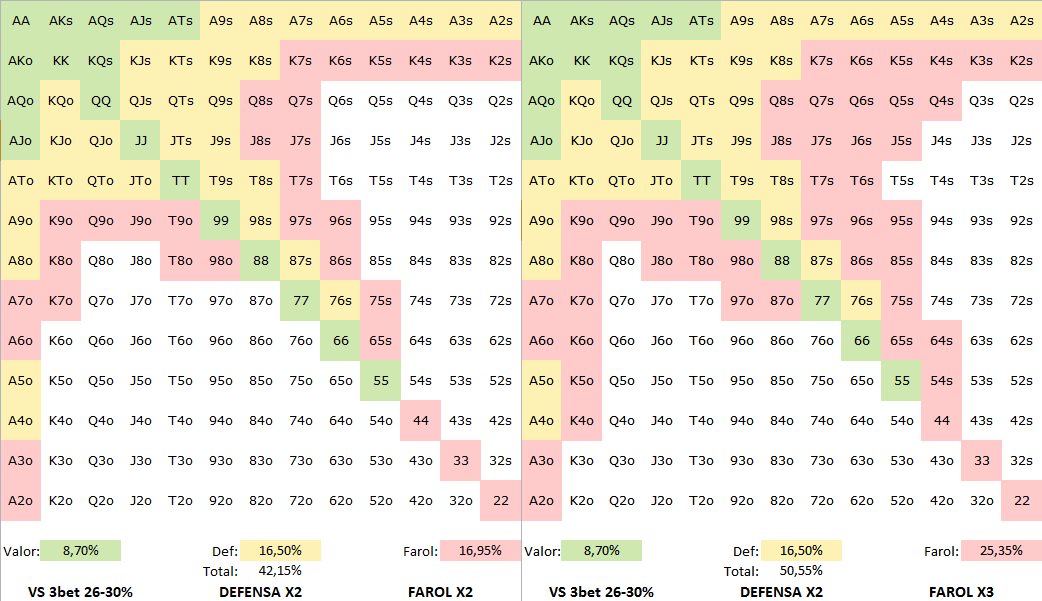 AA AKs AQs AJs ATs A9s A8s A7s A6s A5s A4s A3s A2s AA AKs AQs AJs ATs A9s A8s A7s A6s A5s A4s A3s A2s
AKo KK KQs KJs KTs K9s K8s K7s K6s K5s K4s K3s K2s AKo KK KQs KJs KTs K9s K8s K7s K6s K5s K4s K3s K2s
AQo KQo QQ QJs QTs Q9s Q8s Q7s Q6s Q5s Q4s Q3s Q2s AQo KQo QQ QJs QTs Q9s Q8s Q7s Q6s Q5s Q4s Q3s Q2s
AJo KJo QJo JJ JTs J9s J8s J7s J6s J5s J4s J3s J2s AJo KJo QJo JJ JTs J9s J8s J7s J6s J5s J4s J3s J2s
ATo KTo QTo JTo TT T9s T8s T7s T6s T5s T4s T3s T2s ATo KTo QTo JTo TT T9s T8s T7s T6s T5s T4s T3s T2s
A9o K9o Q9o J9o T9o 99 98s 97s 96s 95s 94s 93s 92s A9o K9o Q9o J9o T9o 99 98s 97s 96s 95s 94s 93s 92s
A8o K8o Q8o J8o T8o 98o 88 87s 86s 85s 84s 83s 82s A8o K8o Q8o J8o T8o 98o 88 87s 86s 85s 84s 83s 82s
A7o K7o Q7o J7o T7o 97o 87o 77 76s 75s 74s 73s 72s A7o K7o Q7o J7o T7o 97o 87o 77 76s 75s 74s 73s 72s
A6o K6o Q6o J6o T6o 96o 86o 76o 66 65s 64s 63s 62s A6o K6o Q6o J6o T6o 96o 86o 76o 66 65s 64s 63s 62s
A5o K5o Q5o J5o T5o 95o 85o 75o 65o 55 54s 53s 52s A5o K5o Q5o J5o T5o 95o 85o 75o 65o 55 54s 53s 52s
A4o K4o Q4o J4o T4o 94o 84o 74o 64o 54o 44 43s 42s A4o K4o Q4o J4o T4o 94o 84o 74o 64o 54o 44 43s 42s
A3o K3o Q3o J3o T3o 93o 83o 73o 63o 53o 43o 33 32s A3o K3o Q3o J3o T3o 93o 83o 73o 63o 53o 43o 33 32s
A2o K2o Q2o J2o T2o 92o 82o 72o 62o 52o 42o 32o 22 A2o K2o Q2o J2o T2o 92o 82o 72o 62o 52o 42o 32o 22
Valor: 8,70% Def: 16,50% Farol: 16,95% Valor: 8,70% Def: 16,50% Farol: 25,35%
Total: 42,15% Total: 50,55%
VS 3bet 26-30% DEFENSA X2 FAROL X2 VS 3bet 26-30% DEFENSA X2 FAROL X3